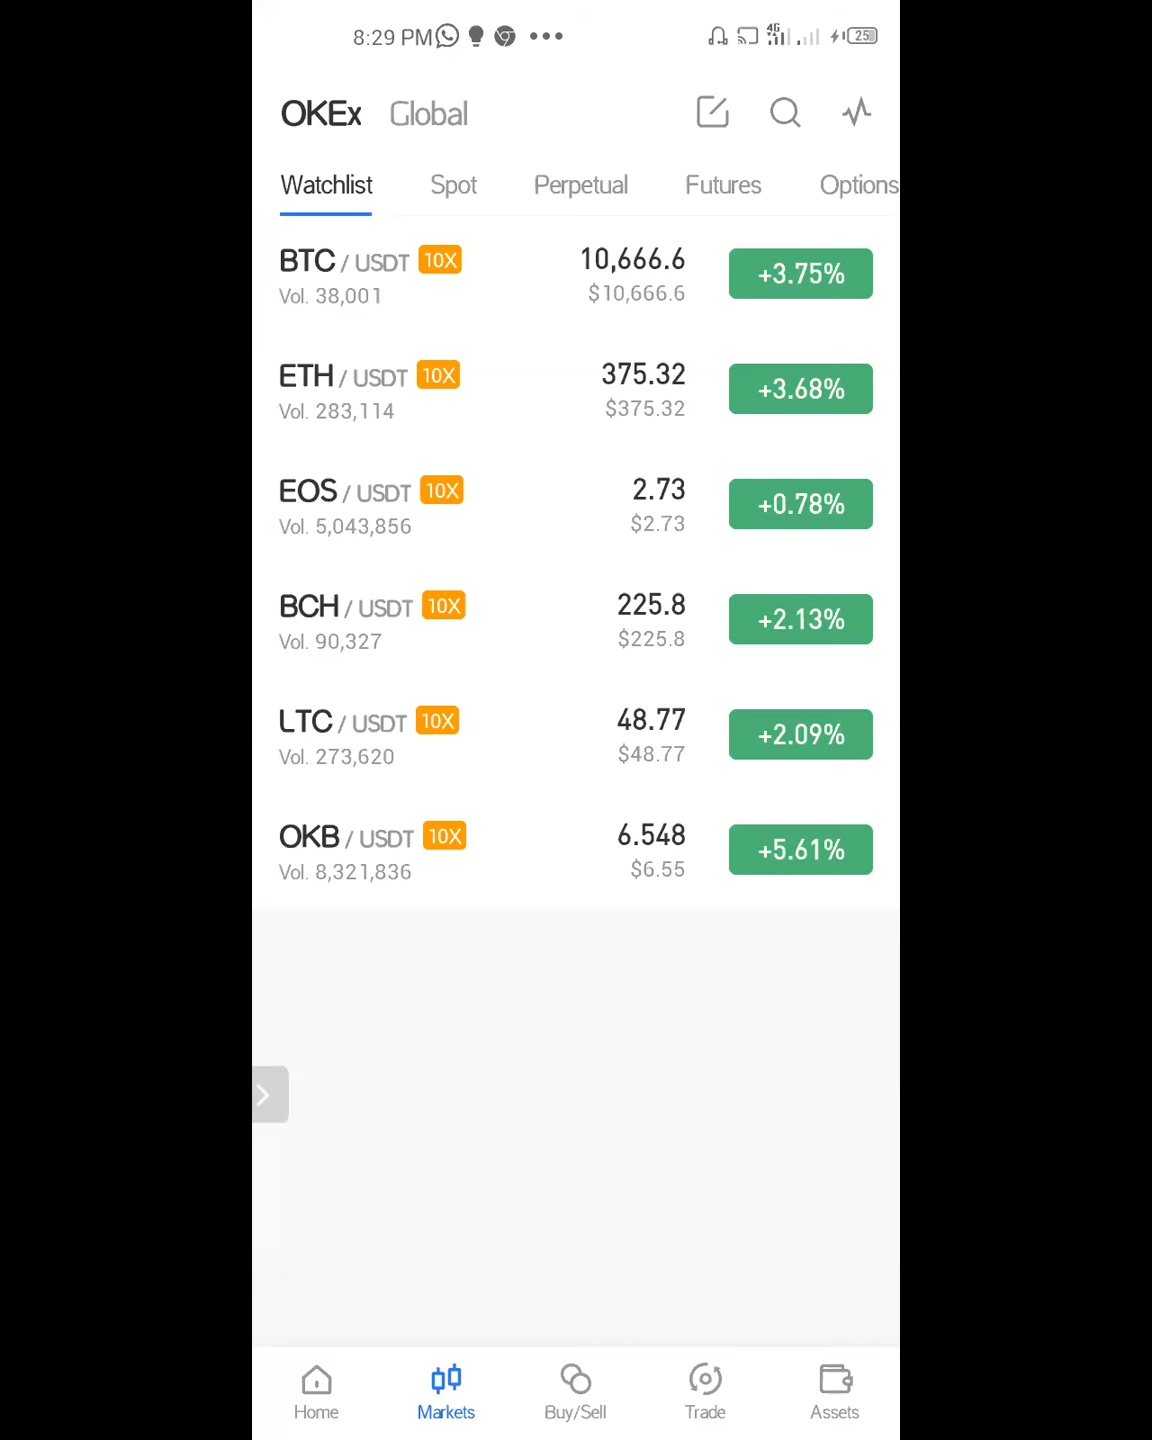 8:29 PM 4G 25
OKEx Global
Watchlist Spot Perpetual Futures Options
BTC / USDT 10X 10,666.6 +3.75%
Vol. 38,001 $10,666.6
ETH / USDT 10X 375.32 +3.68%
Vol. 283,114 $375.32
EOS / USDT 10X 2.73 +0.78%
Vol. 5,043,856 $2.73
BCH / USDT 10X 225.8 +2.13%
Vol. 90,327 $225.8
LTC / USDT 10X 48.77 +2.09%
Vol. 273,620 $48.77
OKB / USDT 10X 6.548 +5.61%
Vol. 8,321,836 $6.55
Home Markets Buy/Sell Trade Assets